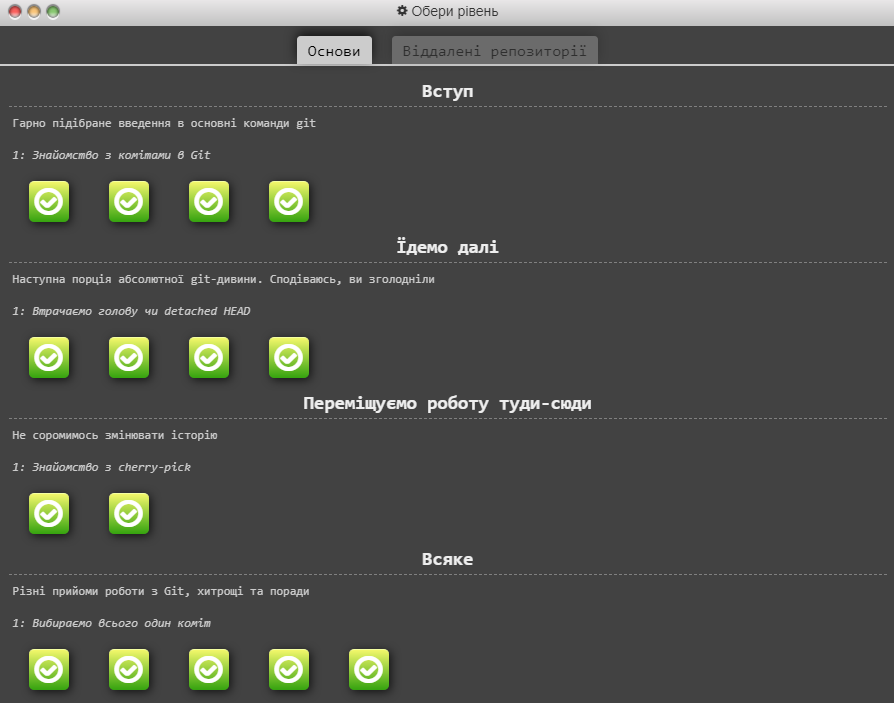 Обери рівень
Основи
Віддалені репозиторії
Вступ
Гарно підібране введення в основні команди git
1: Знайомство з комітами в Git
Їдемо далі
Наступна порція абсолютної git-дивини. Сподіваюсь, ви зголодніли
1: Втрачаємо голову чи detached HEAD
Переміщуємо роботу туди-сюди
Не соромимось змінювати історію
1: Знайомство з cherry-pick
Всяке
Різні прийоми роботи з Git, хитрощі та поради
1: Вибираємо всього один коміт